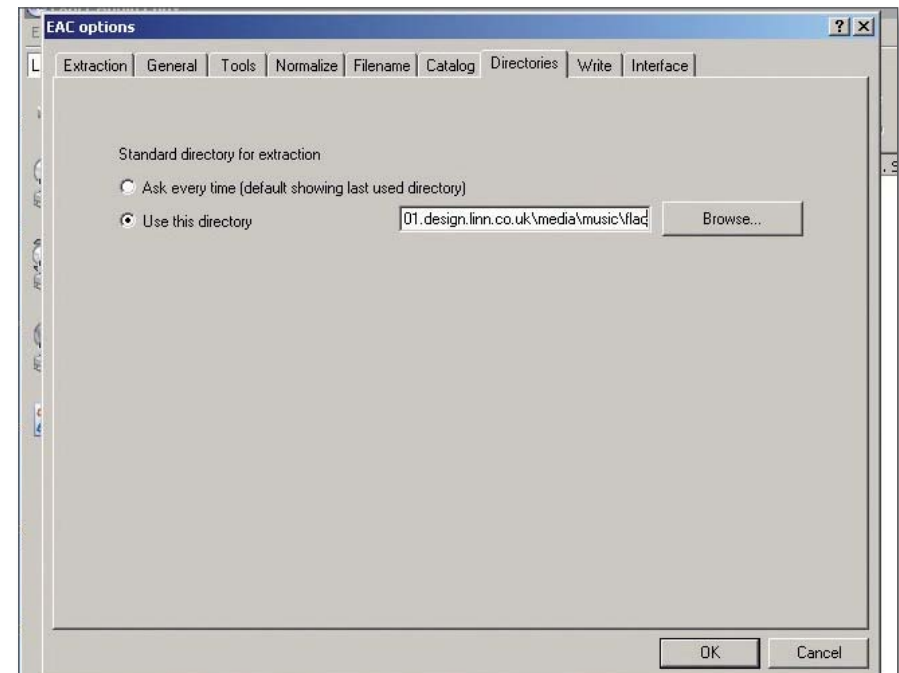 EAC options
Extraction General Tools Normalize Filename Catalog Directories Write Interface
Standard directory for extraction
Ask every time (default showing last used directory)
Use this directory 01.design.linn.co.uk\media\music\flac Browse...
OK Cancel